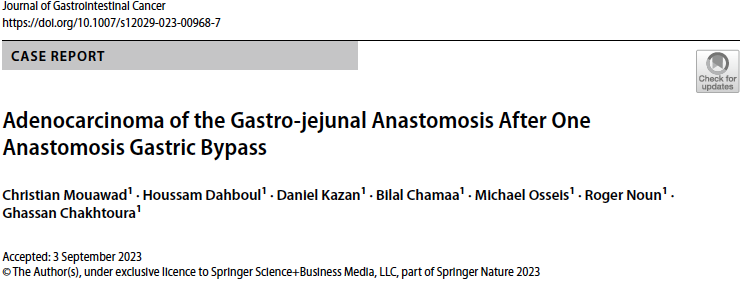 Journal of Gastrointestinal Cancer
https://doi.org/10.1007/s12029-023-00968-7
CASE REPORT
Check for
updates
Adenocarcinoma of the Gastro-jejunal Anastomosis After One
Anastomosis Gastric Bypass
Christian Mouawad¹ · Houssam Dahboul¹ · Daniel Kazan¹ · Bilal Chamaa¹ · Michael Osseis¹ · Roger Noun¹ ·
Ghassan Chakhtoura¹
Accepted: 3 September 2023
© The Author(s), under exclusive licence to Springer Science+Business Media, LLC, part of Springer Nature 2023